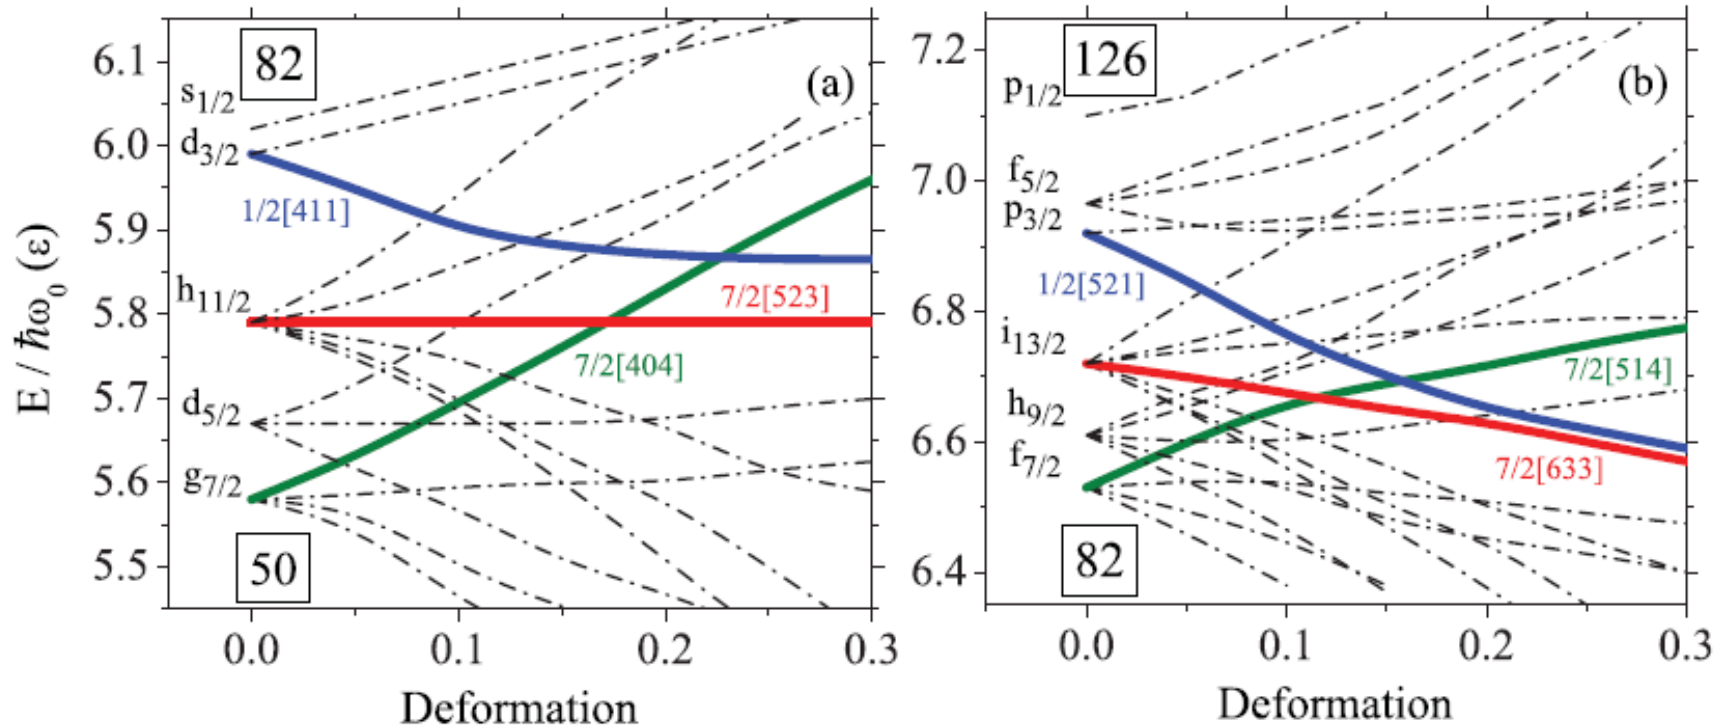 E / ħω₀ (ε)
6.1
6.0
5.9
5.8
5.7
5.6
5.5
82
(a)
s1/2
d3/2
1/2[411]
h11/2
7/2[523]
7/2[404]
d5/2
g7/2
50
0.0
0.1
0.2
0.3
Deformation
7.2
7.0
6.8
6.6
6.4
126
(b)
p1/2
f5/2
p3/2
1/2[521]
i13/2
7/2[514]
h9/2
f7/2
7/2[633]
82
0.0
0.1
0.2
0.3
Deformation